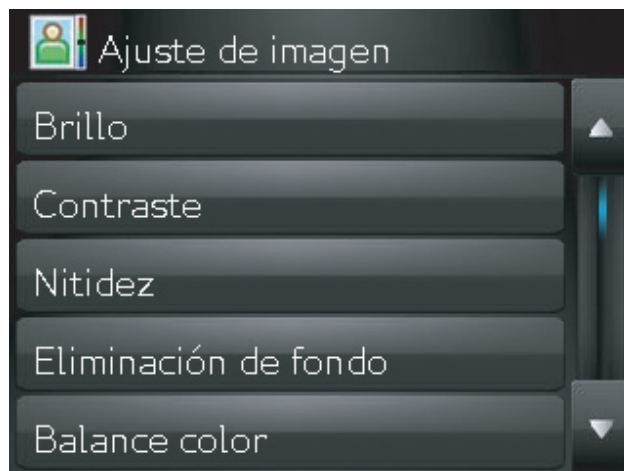 Ajuste de imagen
Brillo
Contraste
Nitidez
Eliminación de fondo
Balance color